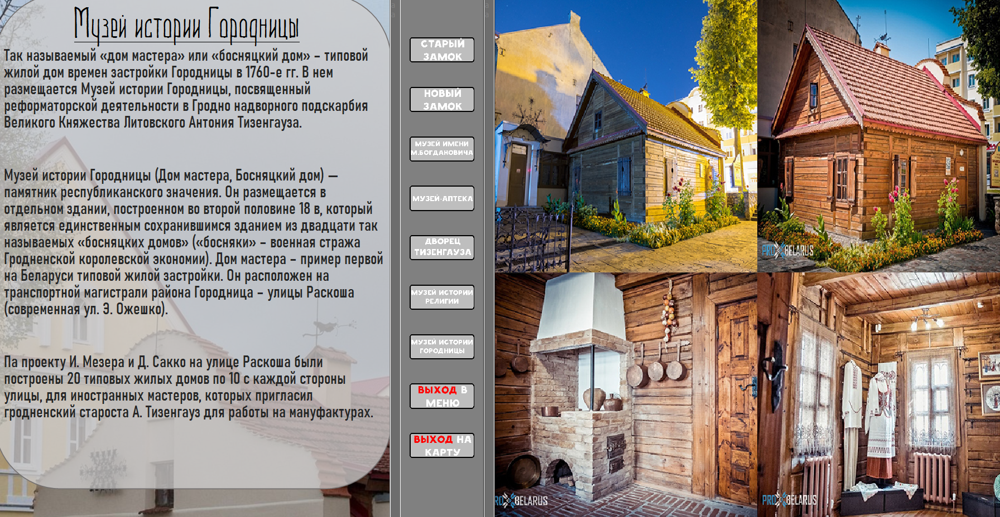 Музей истории Городницы
Так называемый «дом мастера» или «босняцкий дом» – типовой
жилой дом времен застройки Городницы в 1760-е гг. В нем
размещается Музей истории Городницы, посвященный
реформаторской деятельности в Гродно надворного подскарбия
Великого Княжества Литовского Антония Тизенгауза.
Музей истории Городницы (Дом мастера, Босняцкий дом) —
памятник республиканского значения. Он размещается в
отдельном здании, построенном во второй половине 18 в, который
является единственным сохранившимся зданием из двадцати так
называемых «босняцких домов» («босняки» – военная стража
Гродненской королевской экономии). Дом мастера – пример первой
на Беларуси типовой жилой застройки. Он расположен на
транспортной магистрали района Городница – улицы Раскоша
(современная ул. Э. Ожешко).
Па проекту И. Мезера и Д. Сакко на улице Раскоша были
построены 20 типовых жилых домов по 10 с каждой стороны
улицы, для иностранных мастеров, которых пригласил
гродненский староста А. Тизенгауз для работы на мануфактурах.
СТАРЫЙ
ЗАМОК
НОВЫЙ
ЗАМОК
МУЗЕЙ ИМЕНИ
М.БОГДАНОВИЧА
МУЗЕЙ-АПТЕКА
ДВОРЕЦ
ТИЗЕНГАУЗА
МУЗЕЙ ИСТОРИИ
РЕЛИГИИ
МУЗЕЙ ИСТОРИИ
ГОРОДНИЦЫ
ВЫХОД В
МЕНЮ
ВЫХОД НА
КАРТУ
PRO BELARUS
RO BELARUS
PRO BELARUS